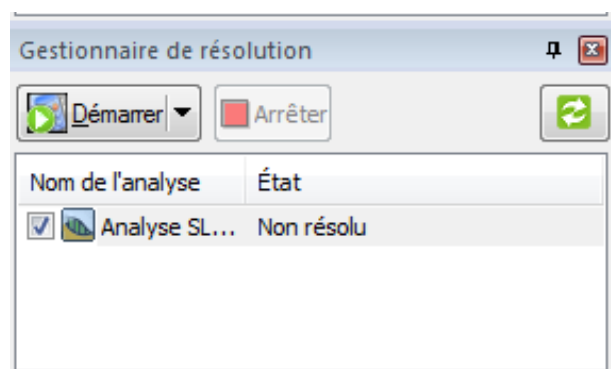 Gestionnaire de résolution
Démarrer Arrêter
Nom de l'analyse État
Analyse SL... Non résolu